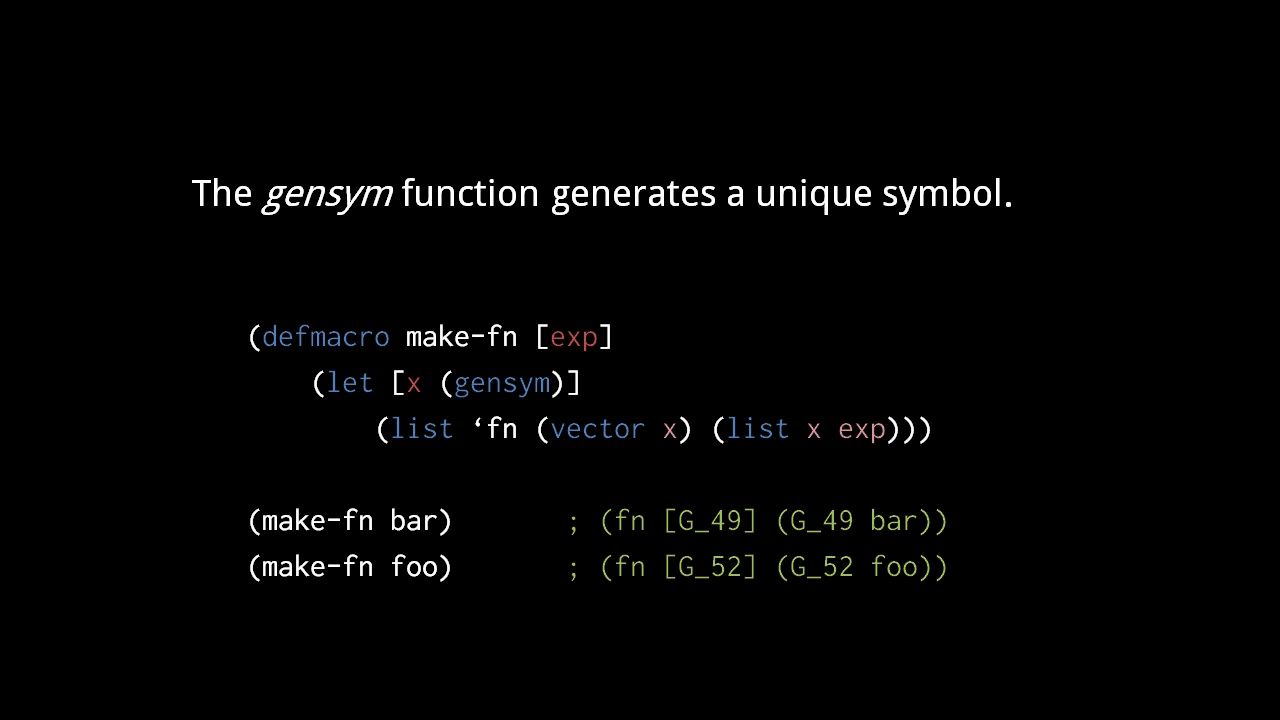 The gensym function generates a unique symbol.
(defmacro make-fn [exp]
(let [x (gensym)]
(list ‘fn (vector x) (list x exp)))
(make-fn bar) ; (fn [G_49] (G_49 bar))
(make-fn foo) ; (fn [G_52] (G_52 foo))